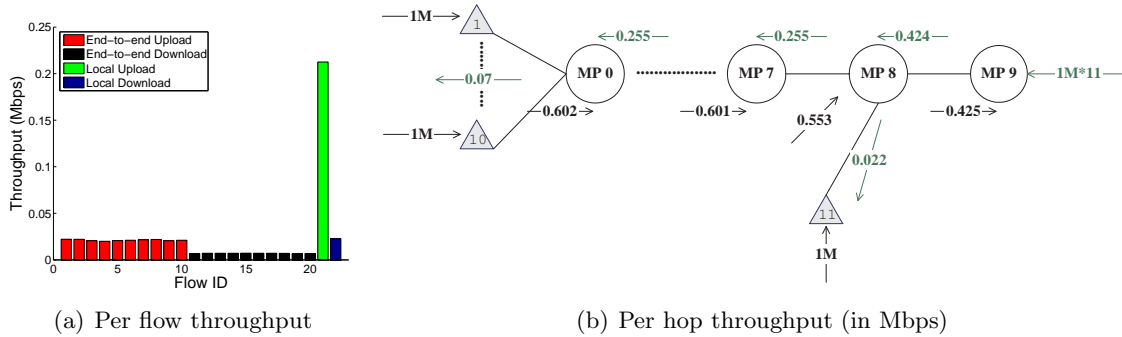 0.25
0.2
0.15
0.1
0.05
0
Throughput (Mbps)
End−to−end Upload
End−to−end Download
Local Upload
Local Download
0 5 10 15 20
Flow ID
(a) Per flow throughput
1M
1
0.07
1M
10
0.255
MP 0
0.602
0.255
MP 7
0.601
0.424
MP 8
0.553
0.022
11
1M
MP 9
0.425
1M*11
(b) Per hop throughput (in Mbps)